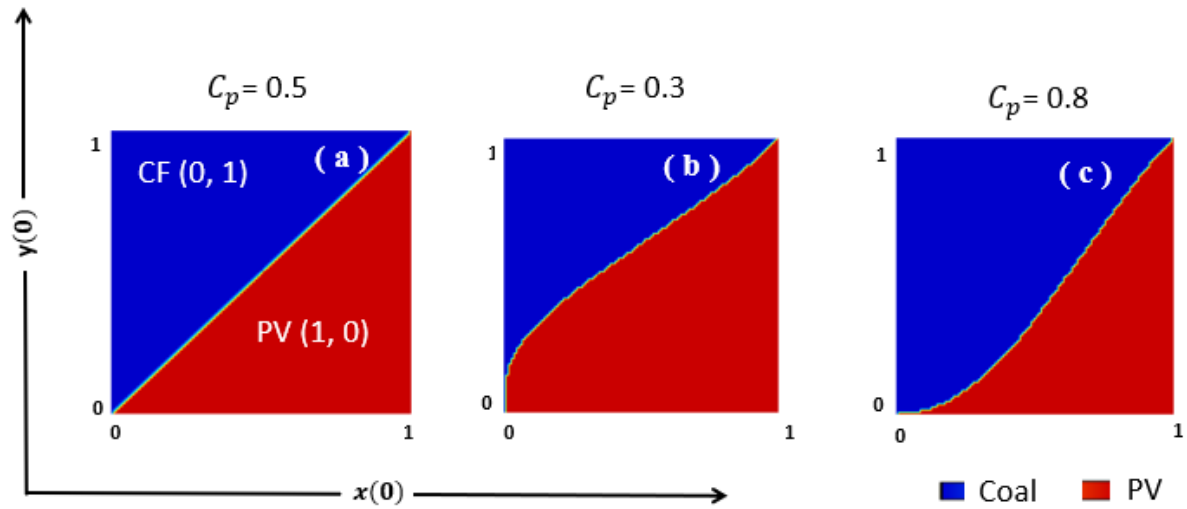 y(0)
C_p= 0.5
C_p= 0.3
C_p= 0.8
1
CF (0, 1)
( a )
PV (1, 0)
0
0
1
1
( b )
0
0
1
1
( c )
0
0
1
x(0)
Coal
PV